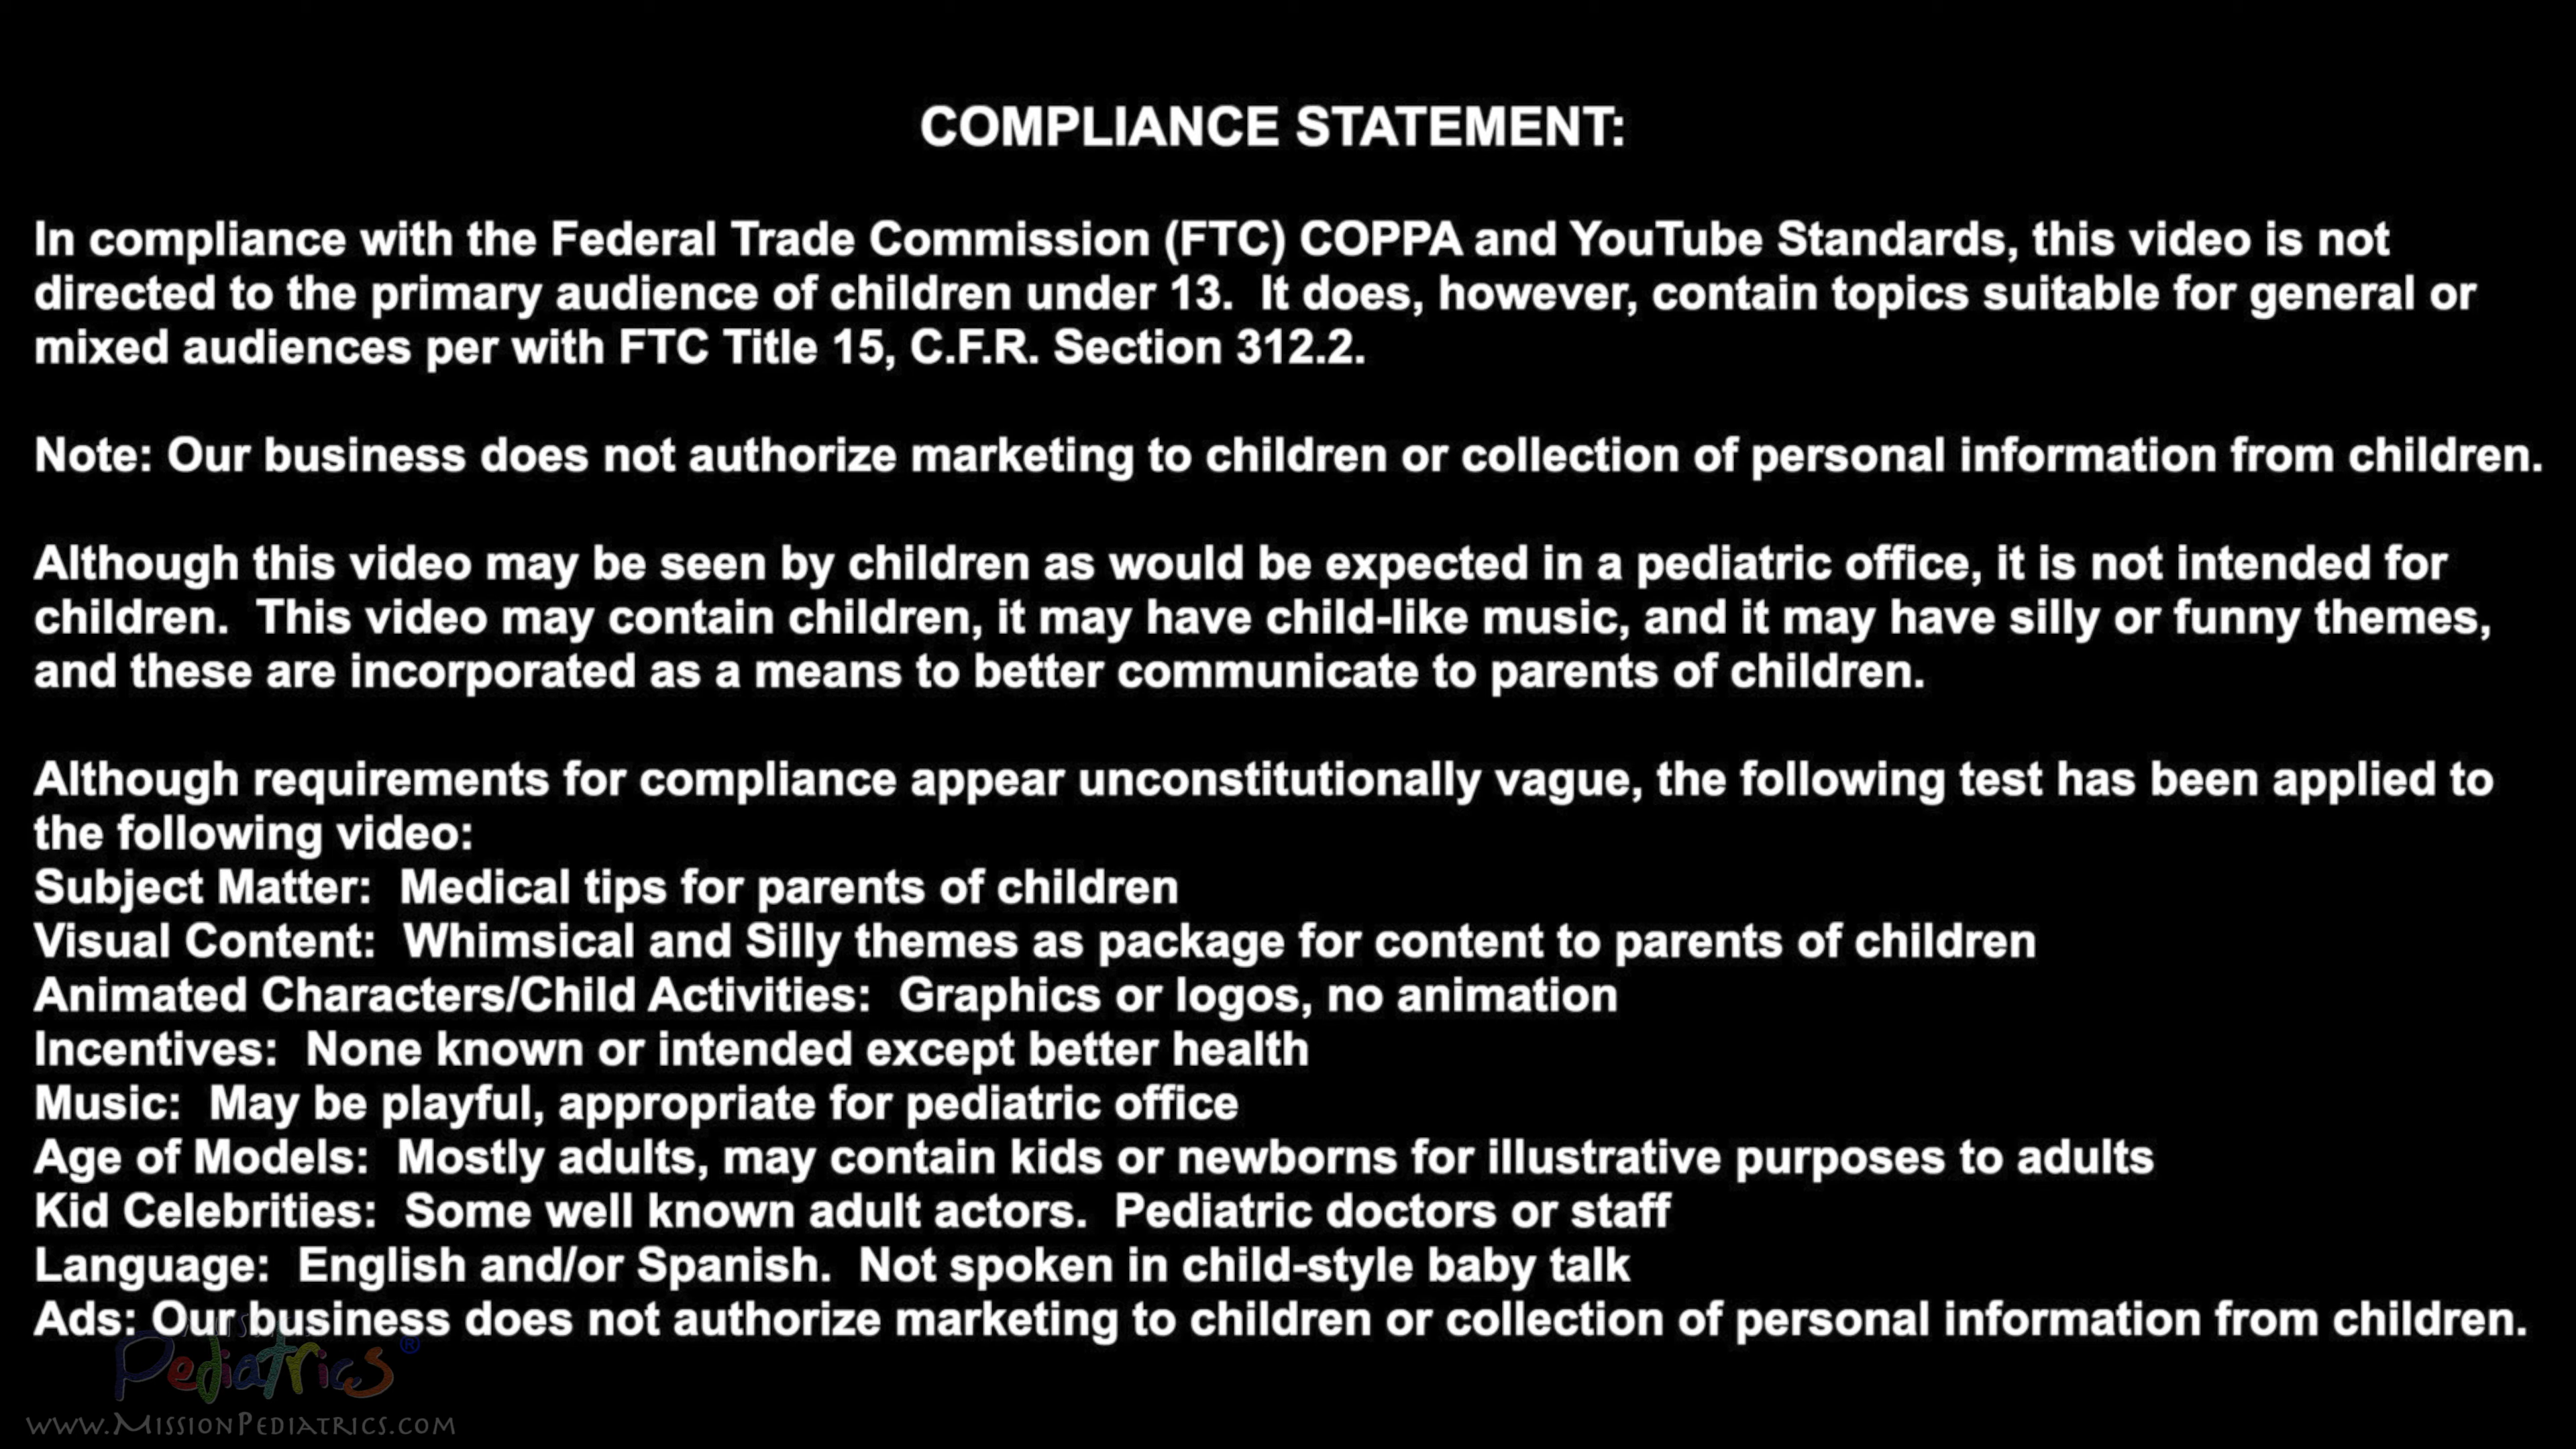 COMPLIANCE STATEMENT:
In compliance with the Federal Trade Commission (FTC) COPPA and YouTube Standards, this video is not
directed to the primary audience of children under 13.  It does, however, contain topics suitable for general or
mixed audiences per with FTC Title 15, C.F.R. Section 312.2.
Note: Our business does not authorize marketing to children or collection of personal information from children.
Although this video may be seen by children as would be expected in a pediatric office, it is not intended for
children.  This video may contain children, it may have child-like music, and it may have silly or funny themes,
and these are incorporated as a means to better communicate to parents of children.
Although requirements for compliance appear unconstitutionally vague, the following test has been applied to
the following video:
Subject Matter:  Medical tips for parents of children
Visual Content:  Whimsical and Silly themes as package for content to parents of children
Animated Characters/Child Activities:  Graphics or logos, no animation
Incentives:  None known or intended except better health
Music:  May be playful, appropriate for pediatric office
Age of Models:  Mostly adults, may contain kids or newborns for illustrative purposes to adults
Kid Celebrities:  Some well known adult actors.  Pediatric doctors or staff
Language:  English and/or Spanish.  Not spoken in child-style baby talk
Ads: Our business does not authorize marketing to children or collection of personal information from children.
Pediatrics ®
www.MissionPediatrics.com